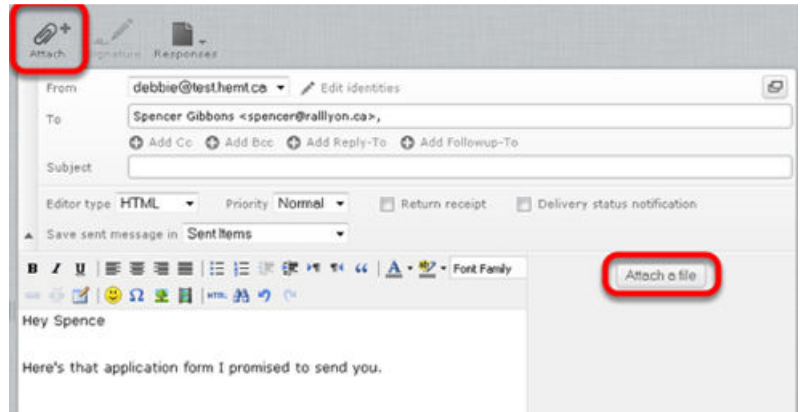 Attach Signature Responses
From debbie@test.hemt.ca Edit identities
To Spencer Gibbons <spencer@ralllyon.ca>,
Add Cc Add Bcc Add Reply-To Add Followup-To
Subject
Editor type HTML Priority Normal Return receipt Delivery status notification
Save sent message in Sent Items
B I U A Font Family
Attach a file
HTML
Hey Spence
Here's that application form I promised to send you.